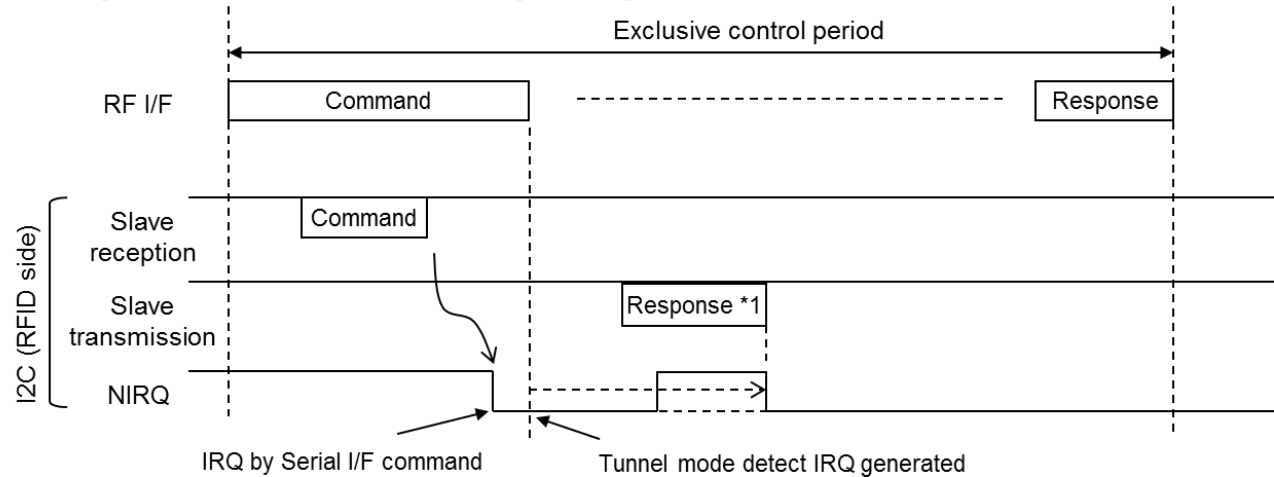 Exclusive control period
RF I/F
Command
Response
I2C (RFID side)
Slave
reception
Command
Slave
transmission
Response *1
NIRQ
IRQ by Serial I/F command
Tunnel mode detect IRQ generated